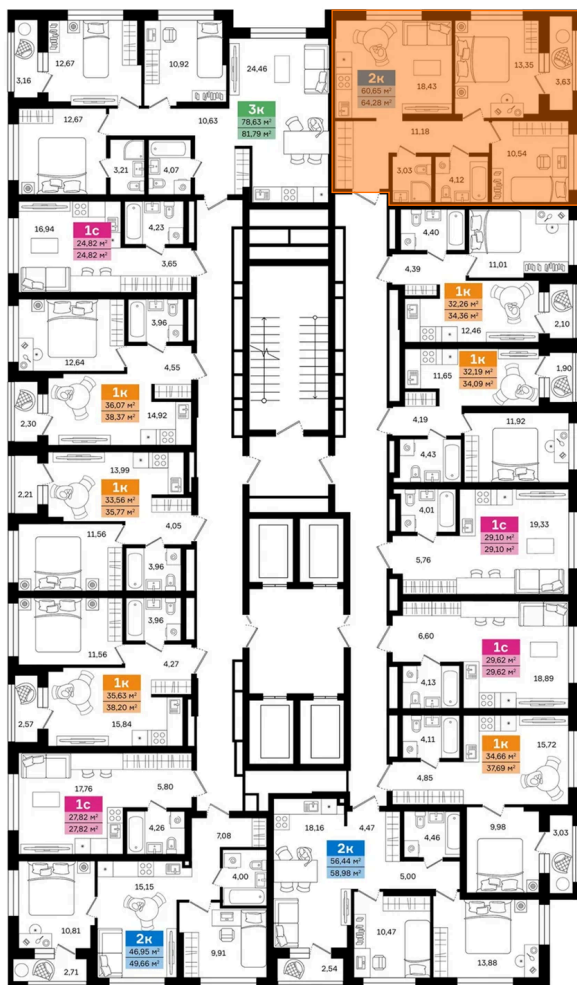 3,16
12,67
10,92
24,46
3к
78,63 м²
81,79 м²
12,67
10,63
3,21
4,07
2к
60,65 м²
64,28 м²
18,43
13,35
3,63
11,18
3,03
4,12
10,54
16,94
1с
24,82 м²
24,82 м²
4,23
3,65
4,40
4,39
11,01
1к
32,26 м²
34,36 м²
12,46
2,10
12,64
3,96
4,55
1к
36,07 м²
38,37 м²
14,92
2,30
11,65
1к
32,19 м²
34,09 м²
1,90
4,19
4,43
11,92
2,21
13,99
1к
33,56 м²
35,77 м²
4,05
11,56
3,96
4,01
19,33
1с
29,10 м²
29,10 м²
5,76
3,96
11,56
4,27
1к
35,63 м²
38,20 м²
15,84
2,57
6,60
1с
29,62 м²
29,62 м²
4,13
18,89
4,11
1к
34,66 м²
37,69 м²
15,72
4,85
17,76
5,80
1с
27,82 м²
27,82 м²
4,26
7,08
18,16
4,47
2к
56,44 м²
58,98 м²
4,46
5,00
9,98
3,03
15,15
4,00
10,81
2к
46,95 м²
49,66 м²
2,71
9,91
2,54
10,47
13,88